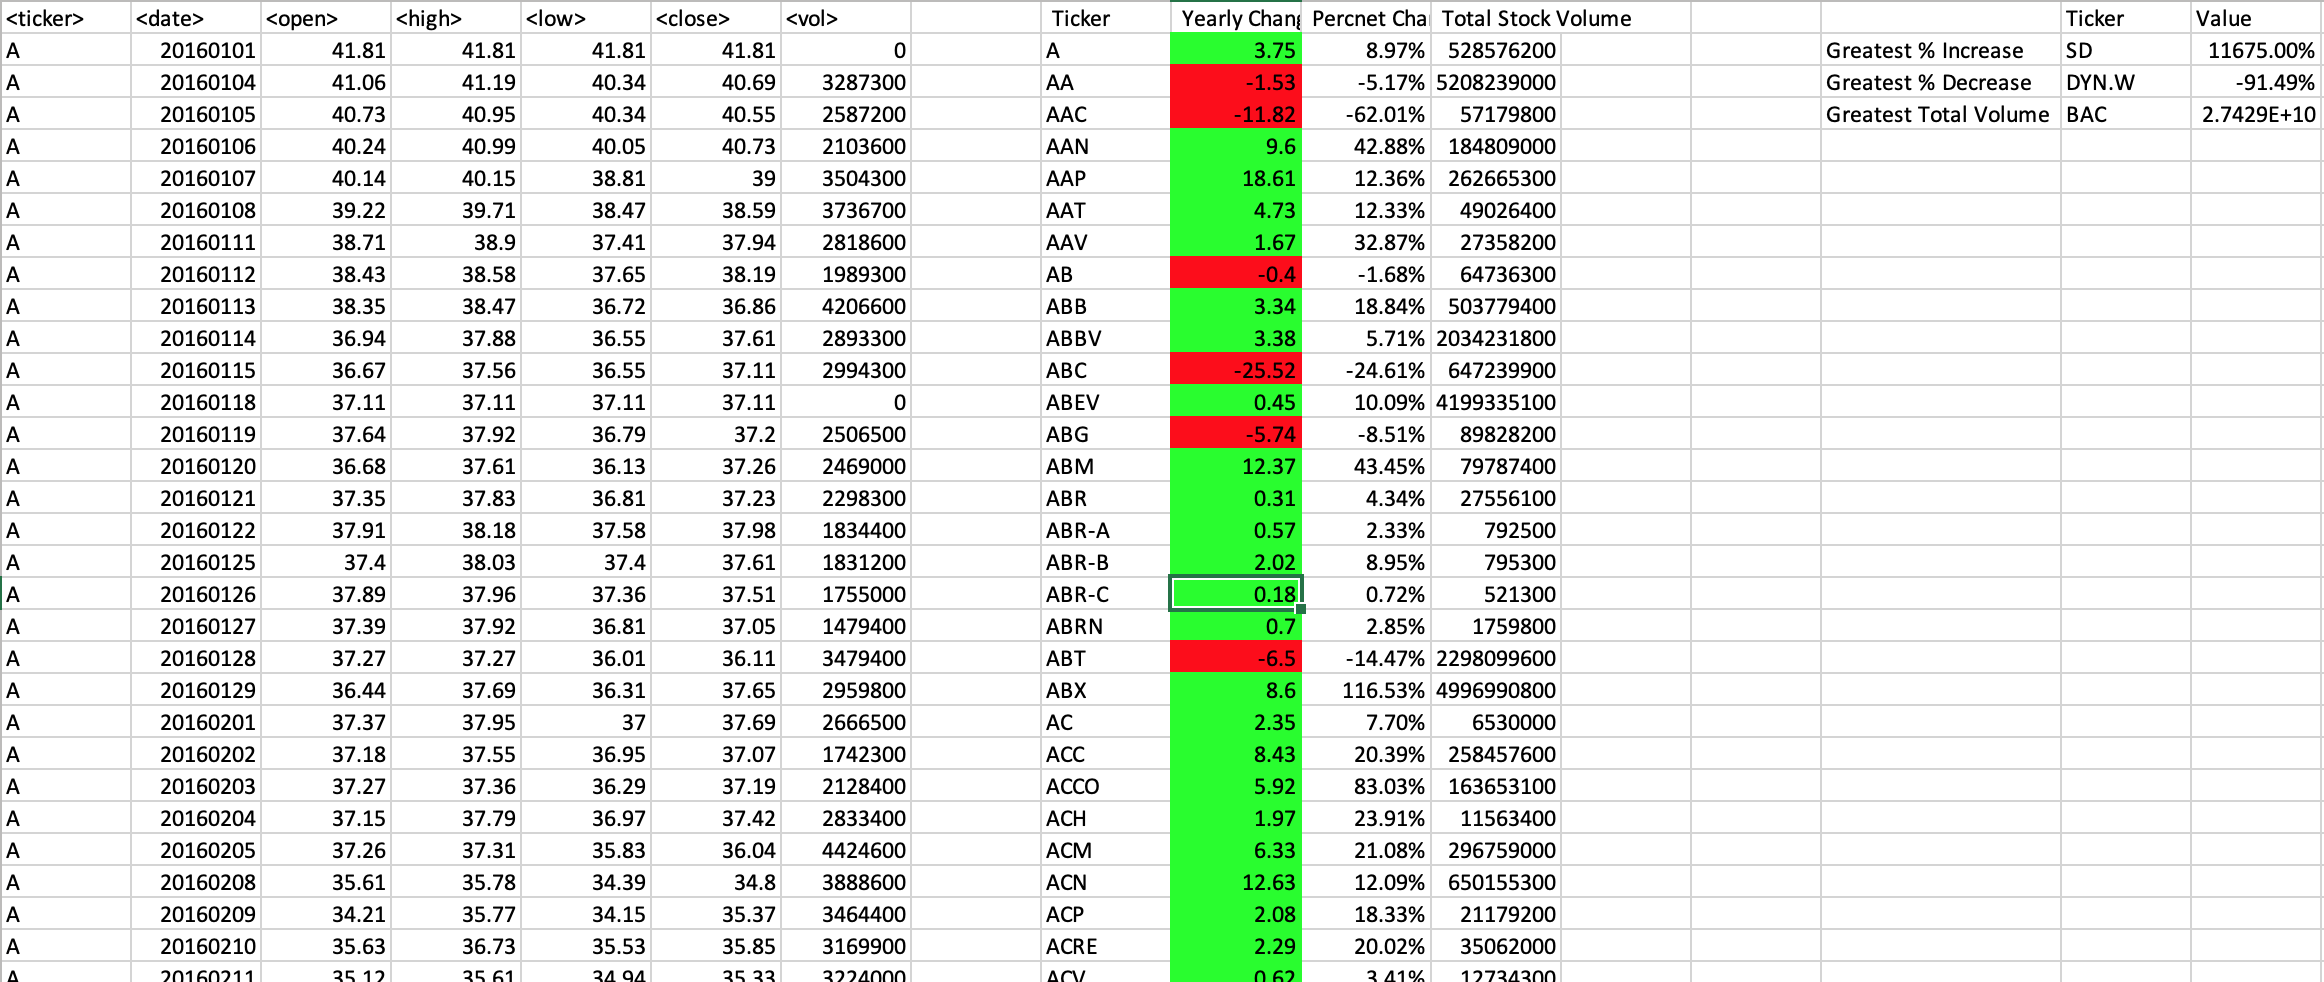 <ticker> <date> <open> <high> <low> <close> <vol> Ticker Yearly Chang Percnet Cha Total Stock Volume Ticker Value
A 20160101 41.81 41.81 41.81 41.81 0 A 3.75 8.97% 528576200 Greatest % Increase SD 11675.00%
A 20160104 41.06 41.19 40.34 40.69 3287300 AA -1.53 -5.17% 5208239000 Greatest % Decrease DYN.W -91.49%
A 20160105 40.73 40.95 40.34 40.55 2587200 AAC -11.82 -62.01% 57179800 Greatest Total Volume BAC 2.7429E+10
A 20160106 40.24 40.99 40.05 40.73 2103600 AAN 9.6 42.88% 184809000
A 20160107 40.14 40.15 38.81 39 3504300 AAP 18.61 12.36% 262665300
A 20160108 39.22 39.71 38.47 38.59 3736700 AAT 4.73 12.33% 49026400
A 20160111 38.71 38.9 37.41 37.94 2818600 AAV 1.67 32.87% 27358200
A 20160112 38.43 38.58 37.65 38.19 1989300 AB -0.4 -1.68% 64736300
A 20160113 38.35 38.47 36.72 36.86 4206600 ABB 3.34 18.84% 503779400
A 20160114 36.94 37.88 36.55 37.61 2893300 ABBV 3.38 5.71% 2034231800
A 20160115 36.67 37.56 36.55 37.11 2994300 ABC -25.52 -24.61% 647239900
A 20160118 37.11 37.11 37.11 37.11 0 ABEV 0.45 10.09% 4199335100
A 20160119 37.64 37.92 36.79 37.2 2506500 ABG -5.74 -8.51% 89828200
A 20160120 36.68 37.61 36.13 37.26 2469000 ABM 12.37 43.45% 79787400
A 20160121 37.35 37.83 36.81 37.23 2298300 ABR 0.31 4.34% 27556100
A 20160122 37.91 38.18 37.58 37.98 1834400 ABR-A 0.57 2.33% 792500
A 20160125 37.4 38.03 37.4 37.61 1831200 ABR-B 2.02 8.95% 795300
A 20160126 37.89 37.96 37.36 37.51 1755000 ABR-C 0.18 0.72% 521300
A 20160127 37.39 37.92 36.81 37.05 1479400 ABRN 0.7 2.85% 1759800
A 20160128 37.27 37.27 36.01 36.11 3479400 ABT -6.5 -14.47% 2298099600
A 20160129 36.44 37.69 36.31 37.65 2959800 ABX 8.6 116.53% 4996990800
A 20160201 37.37 37.95 37 37.69 2666500 AC 2.35 7.70% 6530000
A 20160202 37.18 37.55 36.95 37.07 1742300 ACC 8.43 20.39% 258457600
A 20160203 37.27 37.36 36.29 37.19 2128400 ACCO 5.92 83.03% 163653100
A 20160204 37.15 37.79 36.97 37.42 2833400 ACH 1.97 23.91% 11563400
A 20160205 37.26 37.31 35.83 36.04 4424600 ACM 6.33 21.08% 296759000
A 20160208 35.61 35.78 34.39 34.8 3888600 ACN 12.63 12.09% 650155300
A 20160209 34.21 35.77 34.15 35.37 3464400 ACP 2.08 18.33% 21179200
A 20160210 35.63 36.73 35.53 35.85 3169900 ACRE 2.29 20.02% 35062000
A 20160211 35.12 35.61 34.94 35.33 3224000 ACV 0.62 3.41% 12734300